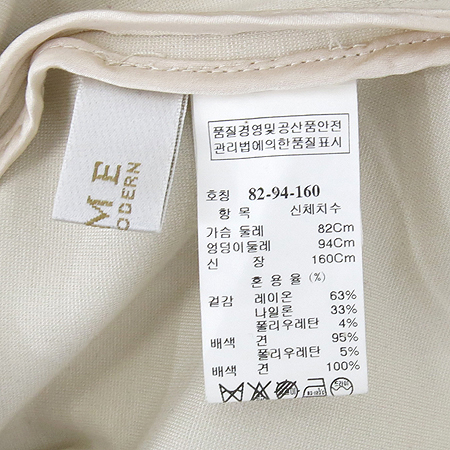 M E
ODERN
품질경영및공산품안전
관리법에의한품질표시
호칭 82-94-160
항 목 신체치수
가슴 둘레 82Cm
엉덩이둘레 94Cm
신 장 160Cm
혼 용 율 (%)
겉감 레이온 63%
나일론 33%
폴리우레탄 4%
배색 견 95%
폴리우레탄 5%
배색 견 100%
드라이